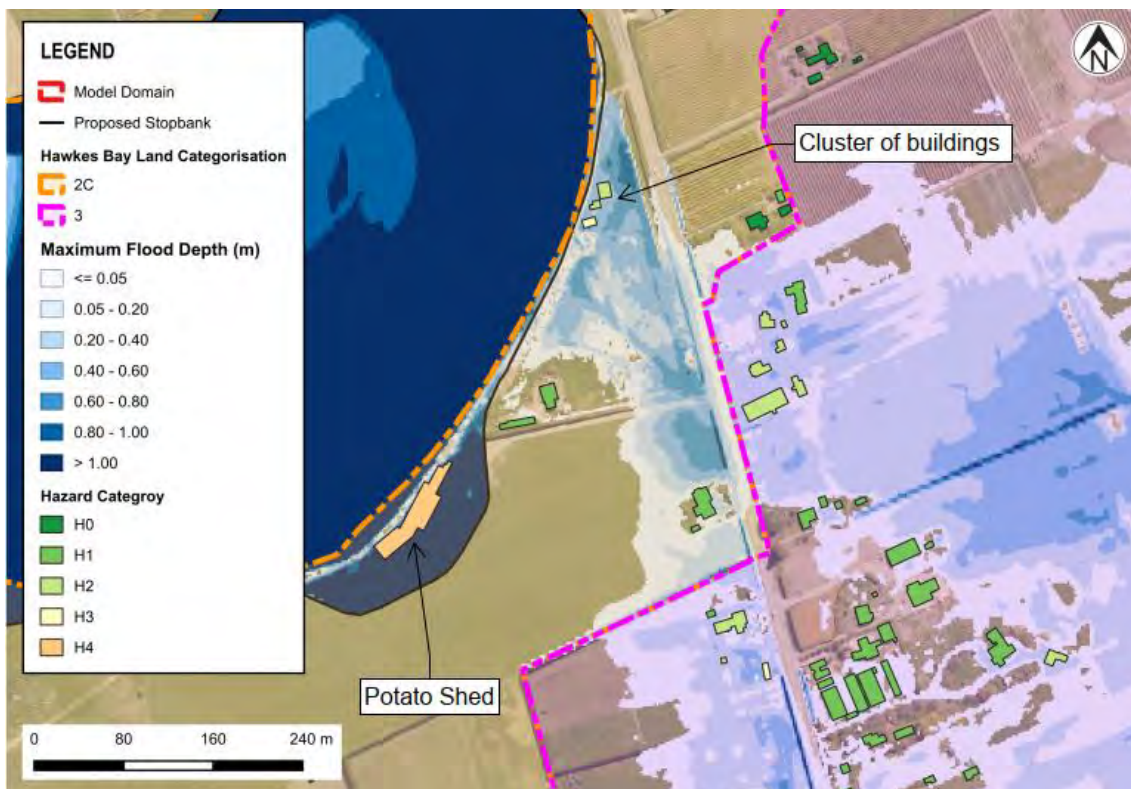 LEGEND
Model Domain
Proposed Stopbank
Hawkes Bay Land Categorisation
2C
3
Maximum Flood Depth (m)
<= 0.05
0.05 - 0.20
0.20 - 0.40
0.40 - 0.60
0.60 - 0.80
0.80 - 1.00
> 1.00
Hazard Categroy
H0
H1
H2
H3
H4
0 80 160 240 m
N
Cluster of buildings
Potato Shed